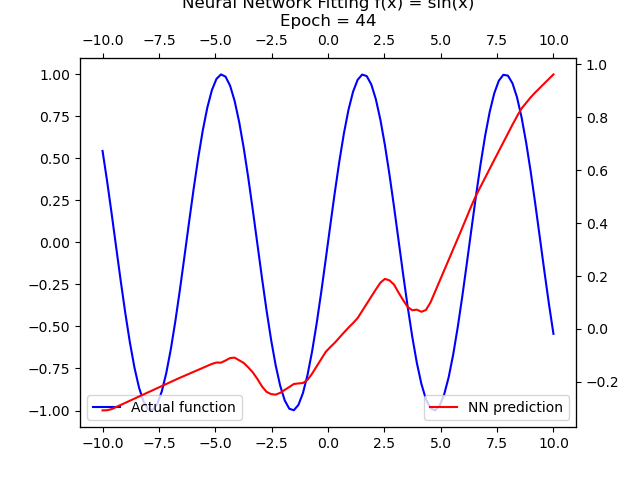 Neural Network Fitting f(x) = sin(x)
Epoch = 44
−10.0 −7.5 −5.0 −2.5 0.0 2.5 5.0 7.5 10.0
1.00 1.0
0.75 0.8
0.50 0.6
0.25 0.4
0.00 0.2
−0.25 0.0
−0.50 −0.2
−0.75
−1.00
Actual function NN prediction
−10.0 −7.5 −5.0 −2.5 0.0 2.5 5.0 7.5 10.0